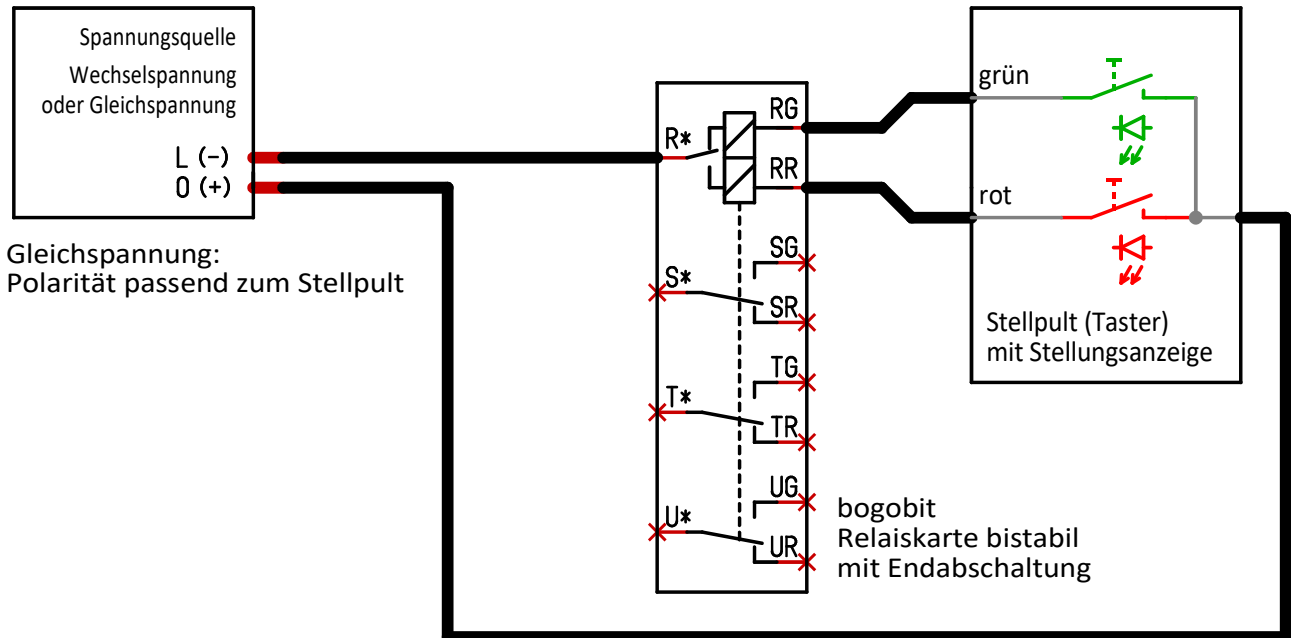 Spannungsquelle
Wechselspannung
oder Gleichspannung
L (-)
0 (+)
Gleichspannung:
Polarität passend zum Stellpult
R*
RG
RR
S*
SG
SR
T*
TG
TR
U*
UG
UR
bogobit
Relaiskarte bistabil
mit Endabschaltung
grün
rot
Stellpult (Taster)
mit Stellungsanzeige